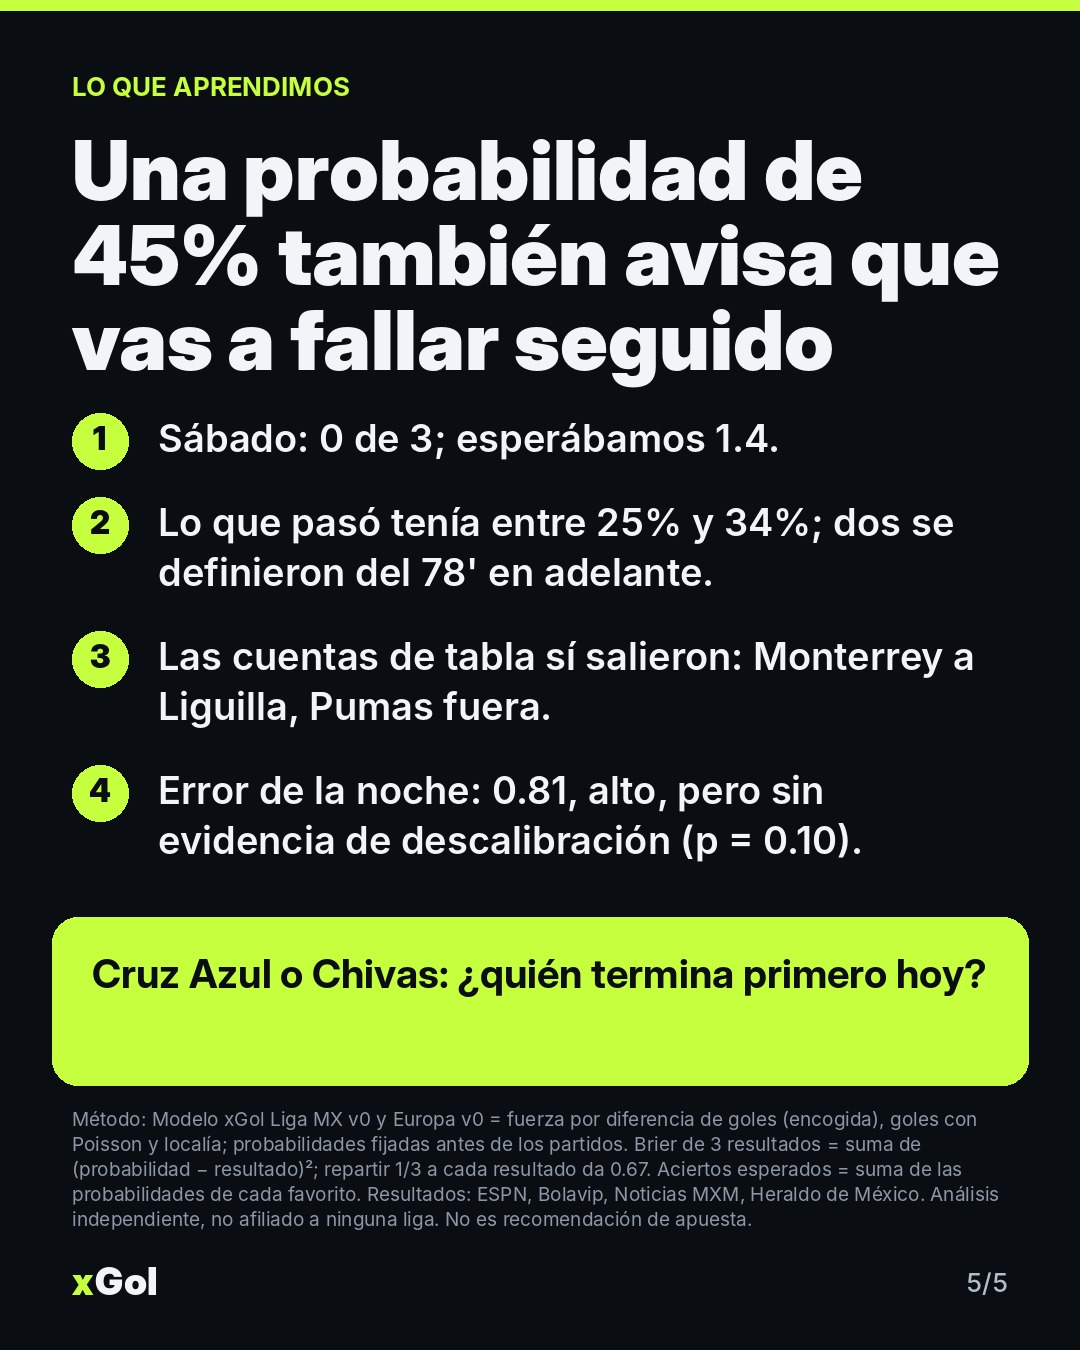 LO QUE APRENDIMOS
Una probabilidad de
45% también avisa que
vas a fallar seguido
1
Sábado: 0 de 3; esperábamos 1.4.
2
Lo que pasó tenía entre 25% y 34%; dos se
definieron del 78' en adelante.
3
Las cuentas de tabla sí salieron: Monterrey a
Liguilla, Pumas fuera.
4
Error de la noche: 0.81, alto, pero sin
evidencia de descalibración (p = 0.10).
Cruz Azul o Chivas: ¿quién termina primero hoy?
Método: Modelo xGol Liga MX v0 y Europa v0 = fuerza por diferencia de goles (encogida), goles con
Poisson y localía; probabilidades fijadas antes de los partidos. Brier de 3 resultados = suma de
(probabilidad − resultado)²; repartir 1/3 a cada resultado da 0.67. Aciertos esperados = suma de las
probabilidades de cada favorito. Resultados: ESPN, Bolavip, Noticias MXM, Heraldo de México. Análisis
independiente, no afiliado a ninguna liga. No es recomendación de apuesta.
xGol
5/5